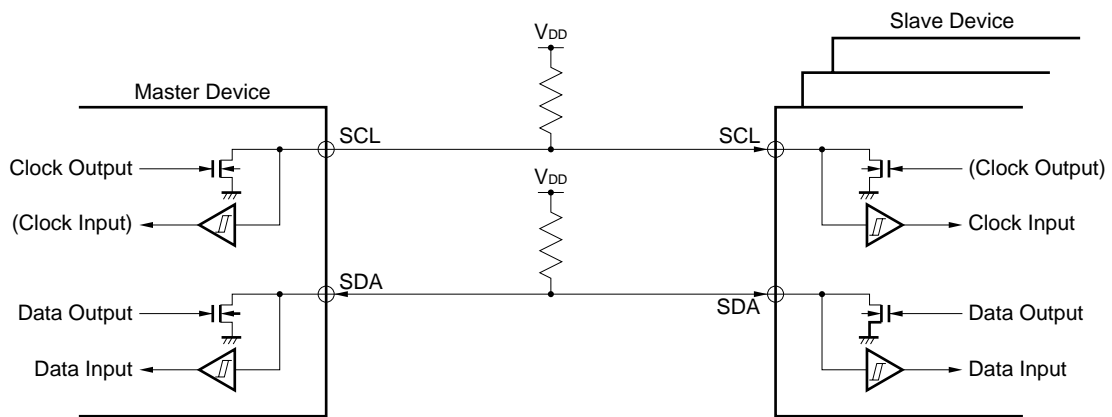 Slave Device
VDD
Master Device
SCL
SCL
Clock Output
(Clock Output)
VDD
(Clock Input)
Clock Input
SDA
SDA
Data Output
Data Output
Data Input
Data Input